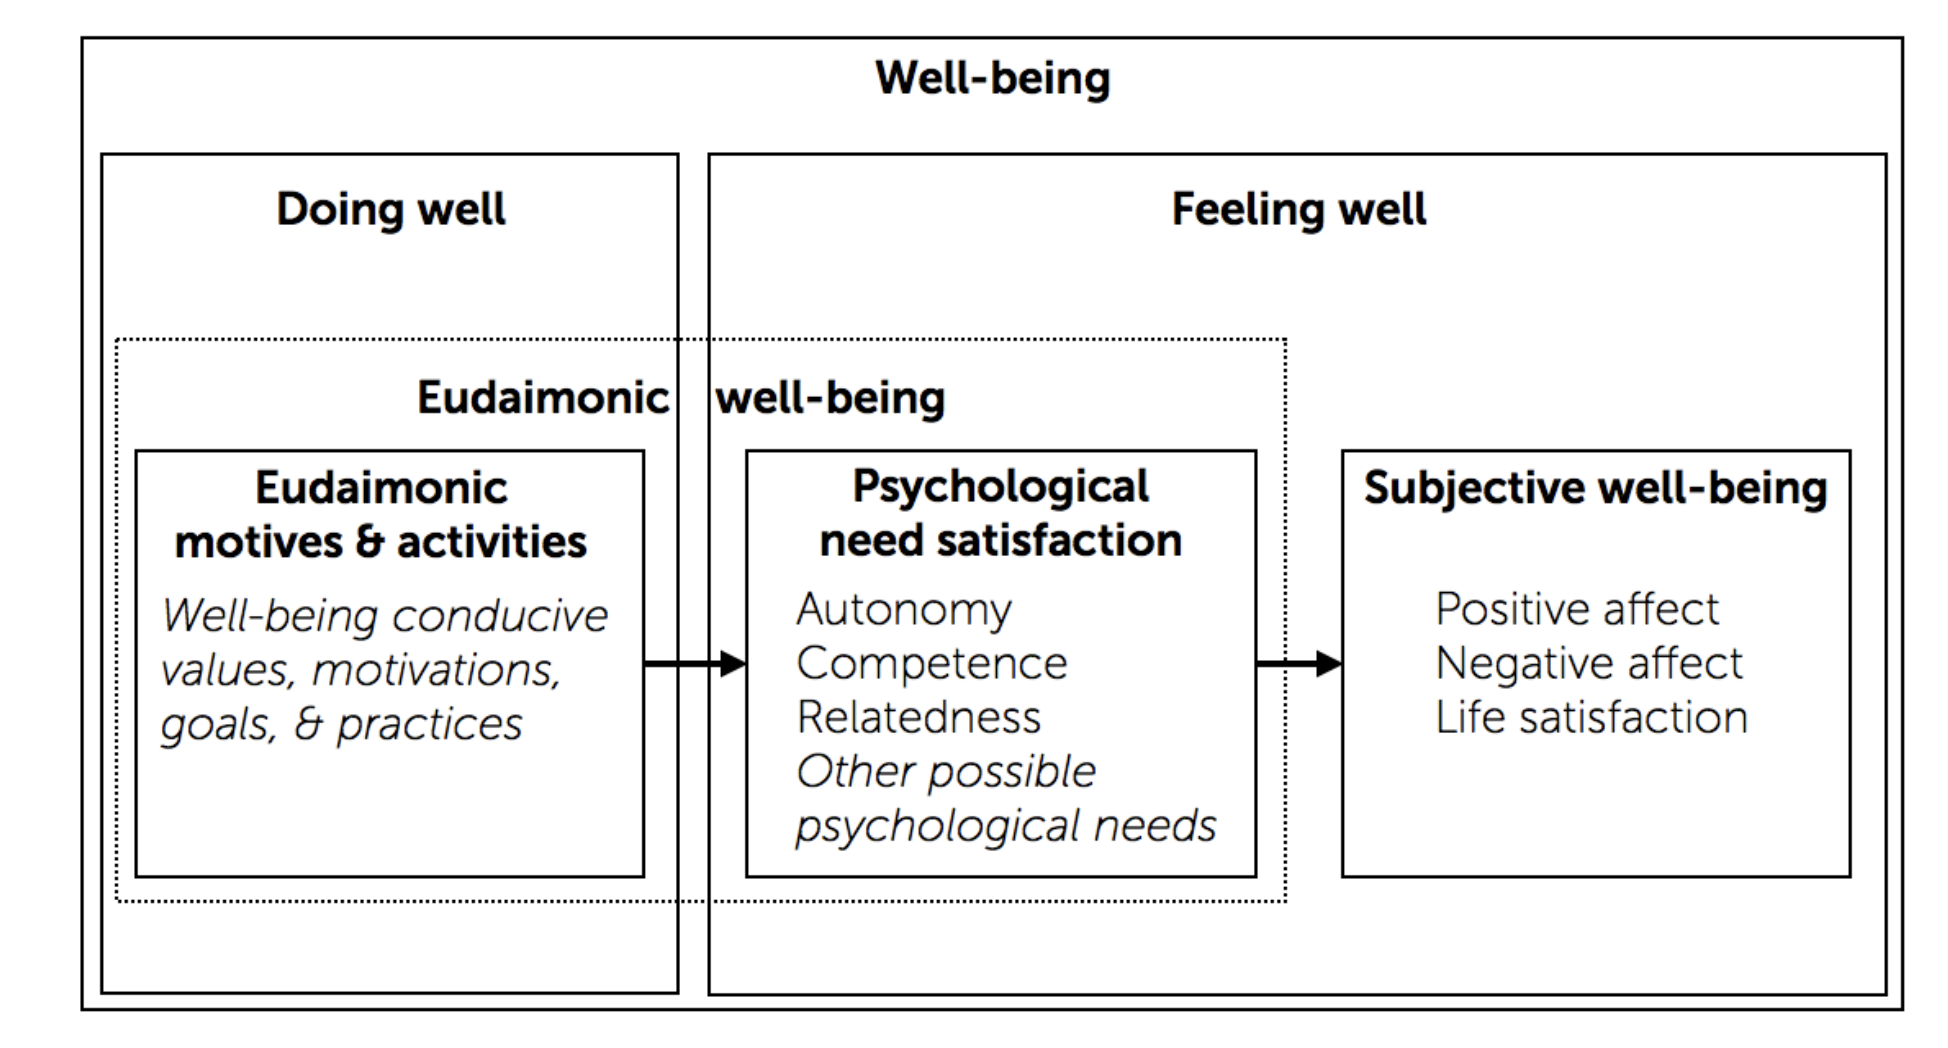 Well-being
Doing well
Feeling well
Eudaimonic well-being
Eudaimonic
motives & activities
Well-being conducive
values, motivations,
goals, & practices
Psychological
need satisfaction
Autonomy
Competence
Relatedness
Other possible
psychological needs
Subjective well-being
Positive affect
Negative affect
Life satisfaction